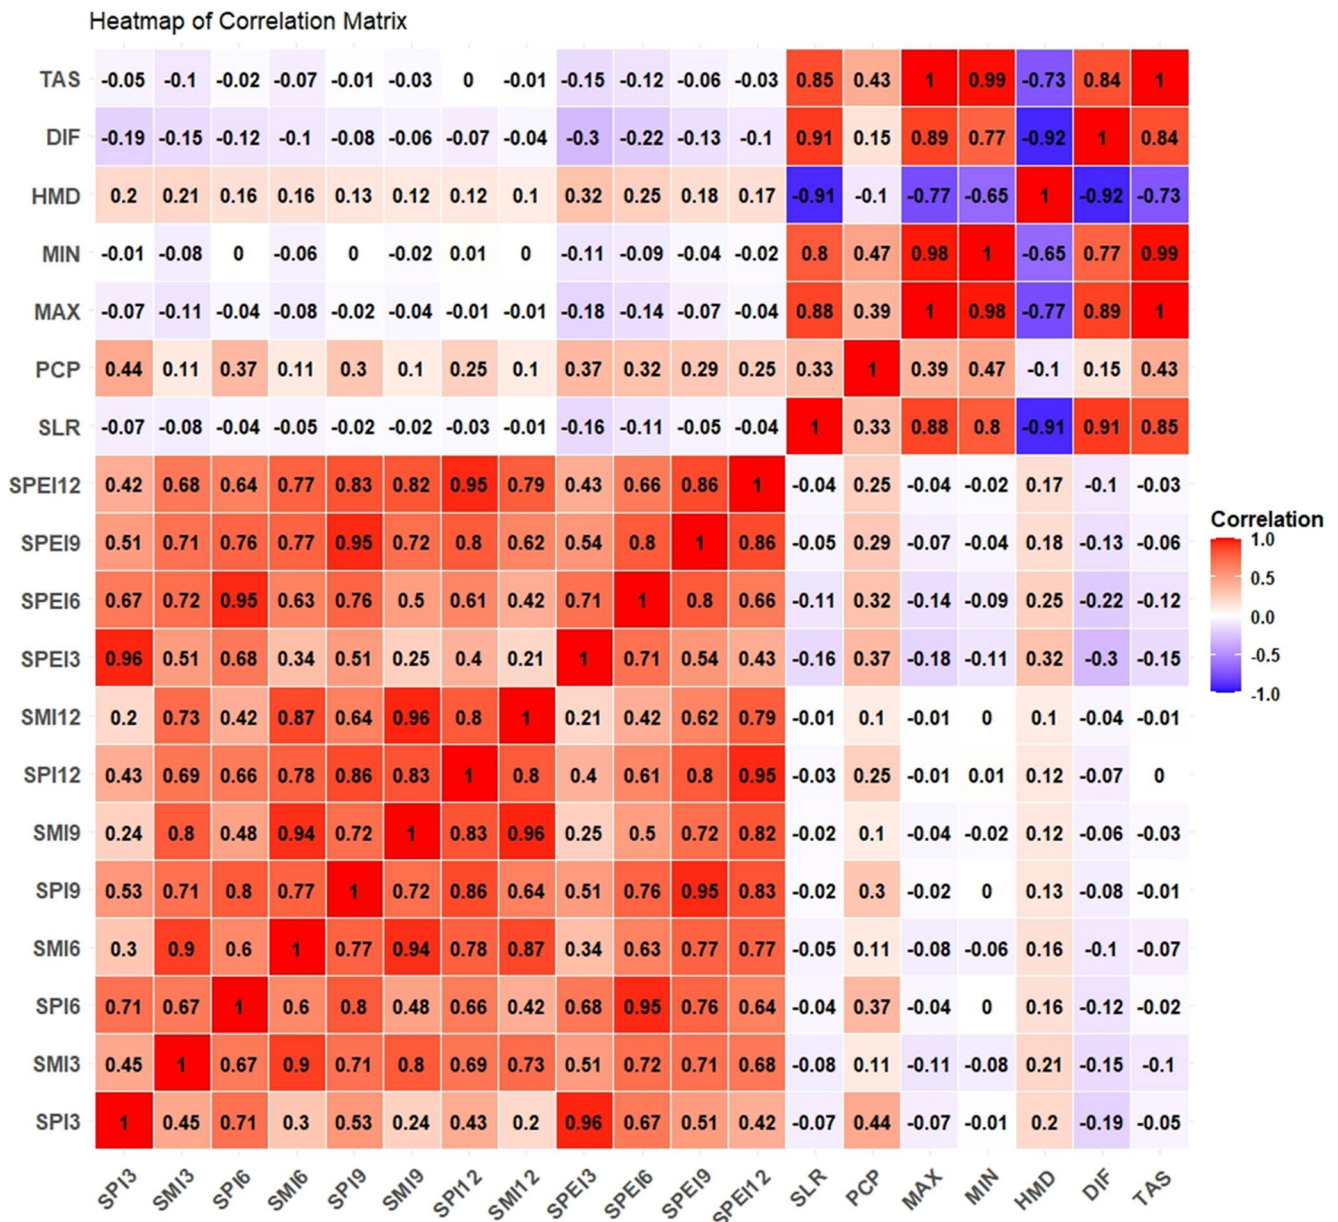 Heatmap of Correlation Matrix
TAS -0.05 -0.1 -0.02 -0.07 -0.01 -0.03 0 -0.01 -0.15 -0.12 -0.06 -0.03 0.85 0.43 1 0.99 -0.73 0.84 1
DIF -0.19 -0.15 -0.12 -0.1 -0.08 -0.06 -0.07 -0.04 -0.3 -0.22 -0.13 -0.1 0.91 0.15 0.89 0.77 -0.92 1 0.84
HMD 0.2 0.21 0.16 0.16 0.13 0.12 0.12 0.1 0.32 0.25 0.18 0.17 -0.91 -0.1 -0.77 -0.65 1 -0.92 -0.73
MIN -0.01 -0.08 0 -0.06 0 -0.02 0.01 0 -0.11 -0.09 -0.04 -0.02 0.8 0.47 0.98 1 -0.65 0.77 0.99
MAX -0.07 -0.11 -0.04 -0.08 -0.02 -0.04 -0.01 -0.01 -0.18 -0.14 -0.07 -0.04 0.88 0.39 1 0.98 -0.77 0.89 1
PCP 0.44 0.11 0.37 0.11 0.3 0.1 0.25 0.1 0.37 0.32 0.29 0.25 0.33 1 0.39 0.47 -0.1 0.15 0.43
SLR -0.07 -0.08 -0.04 -0.05 -0.02 -0.02 -0.03 -0.01 -0.16 -0.11 -0.05 -0.04 1 0.33 0.88 0.8 -0.91 0.91 0.85
SPEI12 0.42 0.68 0.64 0.77 0.83 0.82 0.95 0.79 0.43 0.66 0.86 1 -0.04 0.25 -0.04 -0.02 0.17 -0.1 -0.03
SPEI9 0.51 0.71 0.76 0.77 0.95 0.72 0.8 0.62 0.54 0.8 1 0.86 -0.05 0.29 -0.07 -0.04 0.18 -0.13 -0.06
SPEI6 0.67 0.72 0.95 0.63 0.76 0.5 0.61 0.42 0.71 1 0.8 0.66 -0.11 0.32 -0.14 -0.09 0.25 -0.22 -0.12
SPEI3 0.96 0.51 0.68 0.34 0.51 0.25 0.4 0.21 1 0.71 0.54 0.43 -0.16 0.37 -0.18 -0.11 0.32 -0.3 -0.15
SMI12 0.2 0.73 0.42 0.87 0.64 0.96 0.8 1 0.21 0.42 0.62 0.79 -0.01 0.1 -0.01 0 0.1 -0.04 -0.01
SPI12 0.43 0.69 0.66 0.78 0.86 0.83 1 0.8 0.4 0.61 0.8 0.95 -0.03 0.25 -0.01 0.01 0.12 -0.07 0
SMI9 0.24 0.8 0.48 0.94 0.72 1 0.83 0.96 0.25 0.5 0.72 0.82 -0.02 0.1 -0.04 -0.02 0.12 -0.06 -0.03
SPI9 0.53 0.71 0.8 0.77 1 0.72 0.86 0.64 0.51 0.76 0.95 0.83 -0.02 0.3 -0.02 0 0.13 -0.08 -0.01
SMI6 0.3 0.9 0.6 1 0.77 0.94 0.78 0.87 0.34 0.63 0.77 0.77 -0.05 0.11 -0.08 -0.06 0.16 -0.1 -0.07
SPI6 0.71 0.67 1 0.6 0.8 0.48 0.66 0.42 0.68 0.95 0.76 0.64 -0.04 0.37 -0.04 0 0.16 -0.12 -0.02
SMI3 0.45 1 0.67 0.9 0.71 0.8 0.69 0.73 0.51 0.72 0.71 0.68 -0.08 0.11 -0.11 -0.08 0.21 -0.15 -0.1
SPI3 1 0.45 0.71 0.3 0.53 0.24 0.43 0.2 0.96 0.67 0.51 0.42 -0.07 0.44 -0.07 -0.01 0.2 -0.19 -0.05
SPI3 SMI3 SPI6 SMI6 SPI9 SMI9 SPI12 SMI12 SPEI3 SPEI6 SPEI9 SPEI12 SLR PCP MAX MIN HMD DIF TAS
Correlation
1.0
0.5
0.0
-0.5
-1.0